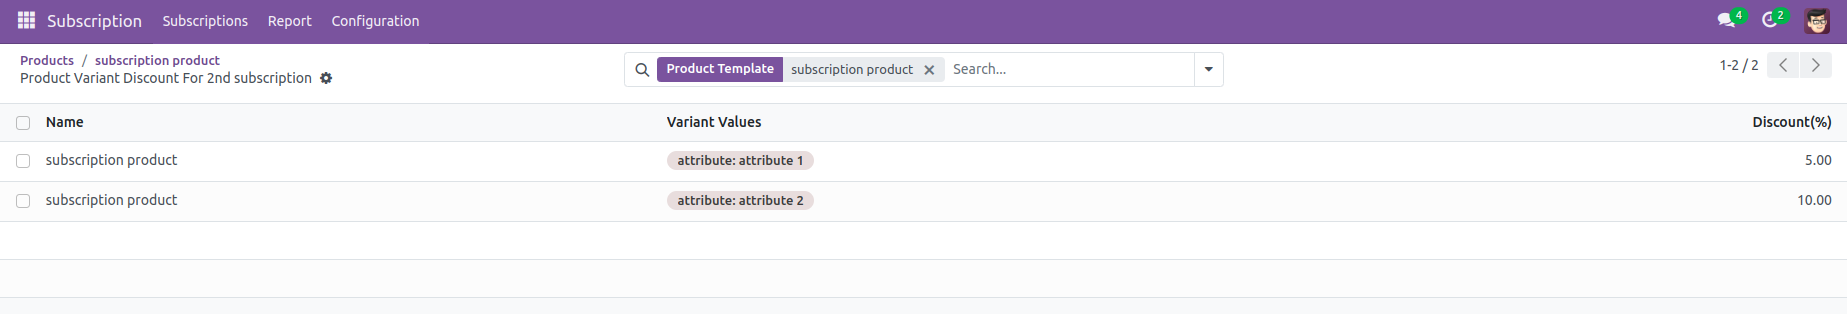 Subscription Subscriptions Report Configuration 4 2
Products / subscription product
Product Variant Discount For 2nd subscription
Product Template subscription product Search...
1-2 / 2
Name Variant Values Discount(%)
subscription product attribute: attribute 1 5.00
subscription product attribute: attribute 2 10.00